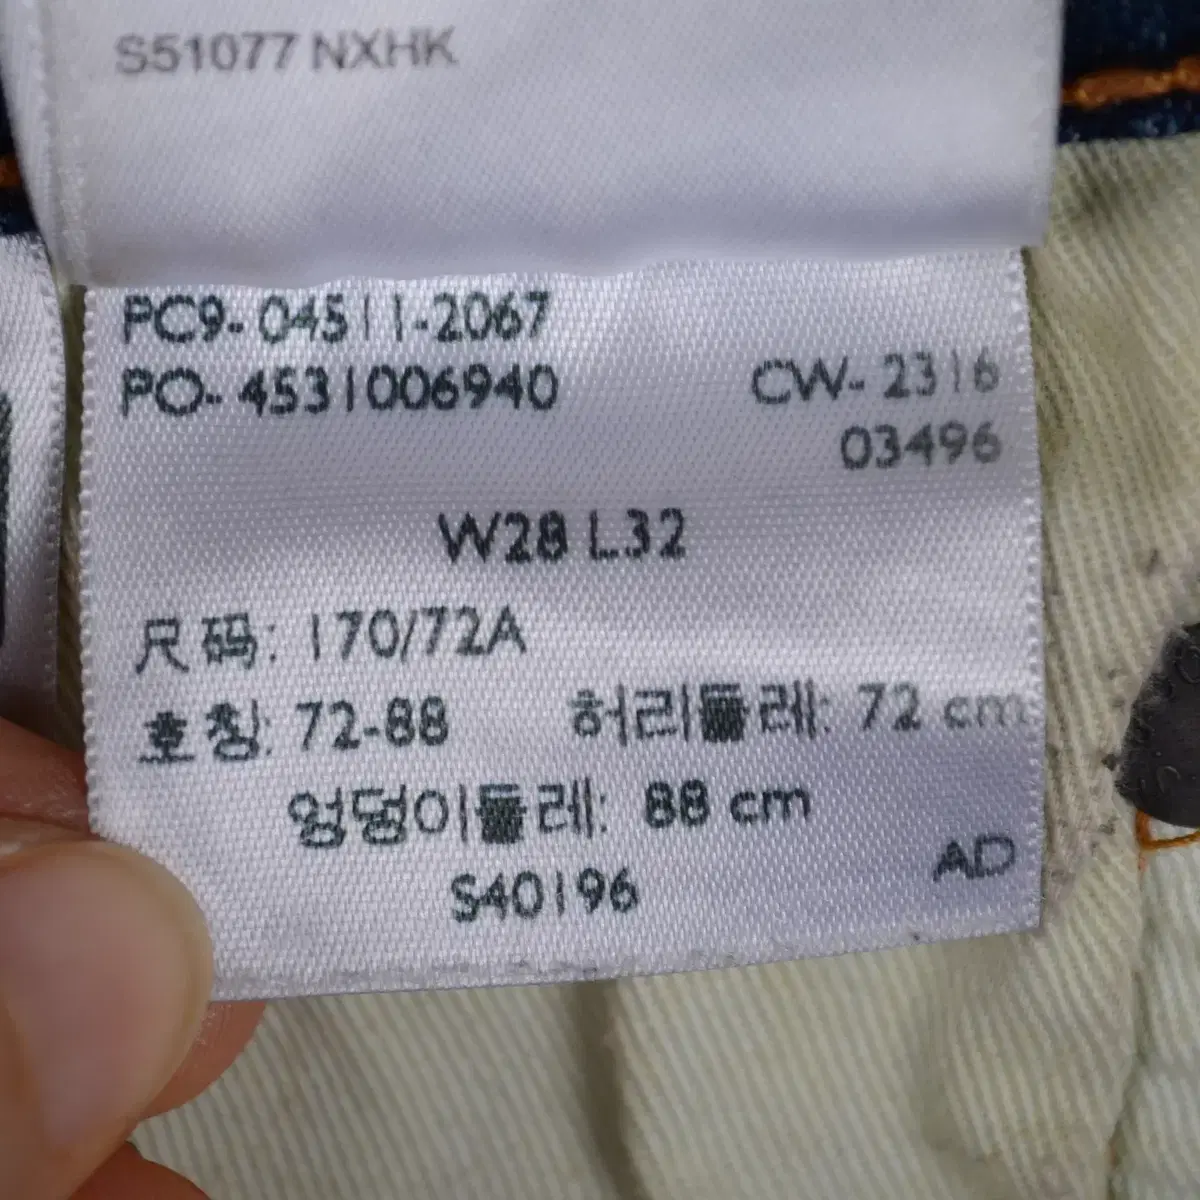 S51077 NXHK
PC9-04511-2067
PO-4531006940
CW-2316
03496
W28 L32
尺码: 170/72A
호칭: 72-88 허리둘레: 72 cm
엉덩이둘레: 88 cm
S40196
AD